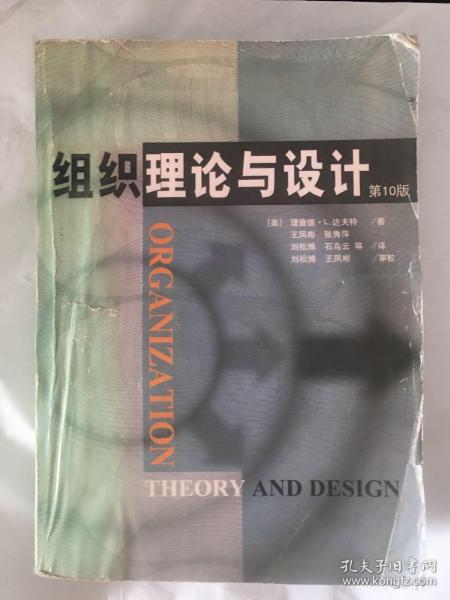 组织理论与设计 第10版
[美] 理查德·L.达夫特 /著
王凤彬 张秀萍
刘松博 石鸟云 等 /译
刘松博 王凤彬 /审校
ORGANIZATION
THEORY AND DESIGN
孔夫子旧书网
www.kongfz.com